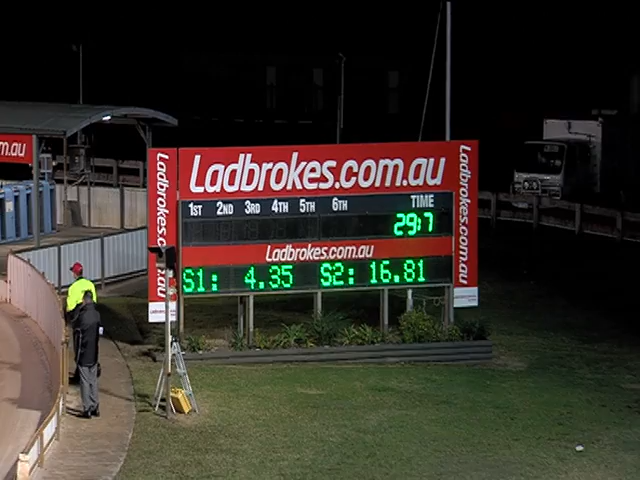 Ladbrokes.com.au
1ST 2ND 3RD 4TH 5TH 6TH TIME
29:7
Ladbrokes.com.au
S1: 4.35 S2: 16.81
Ladbrokes.co
Ladbrokes.com.au
m.au